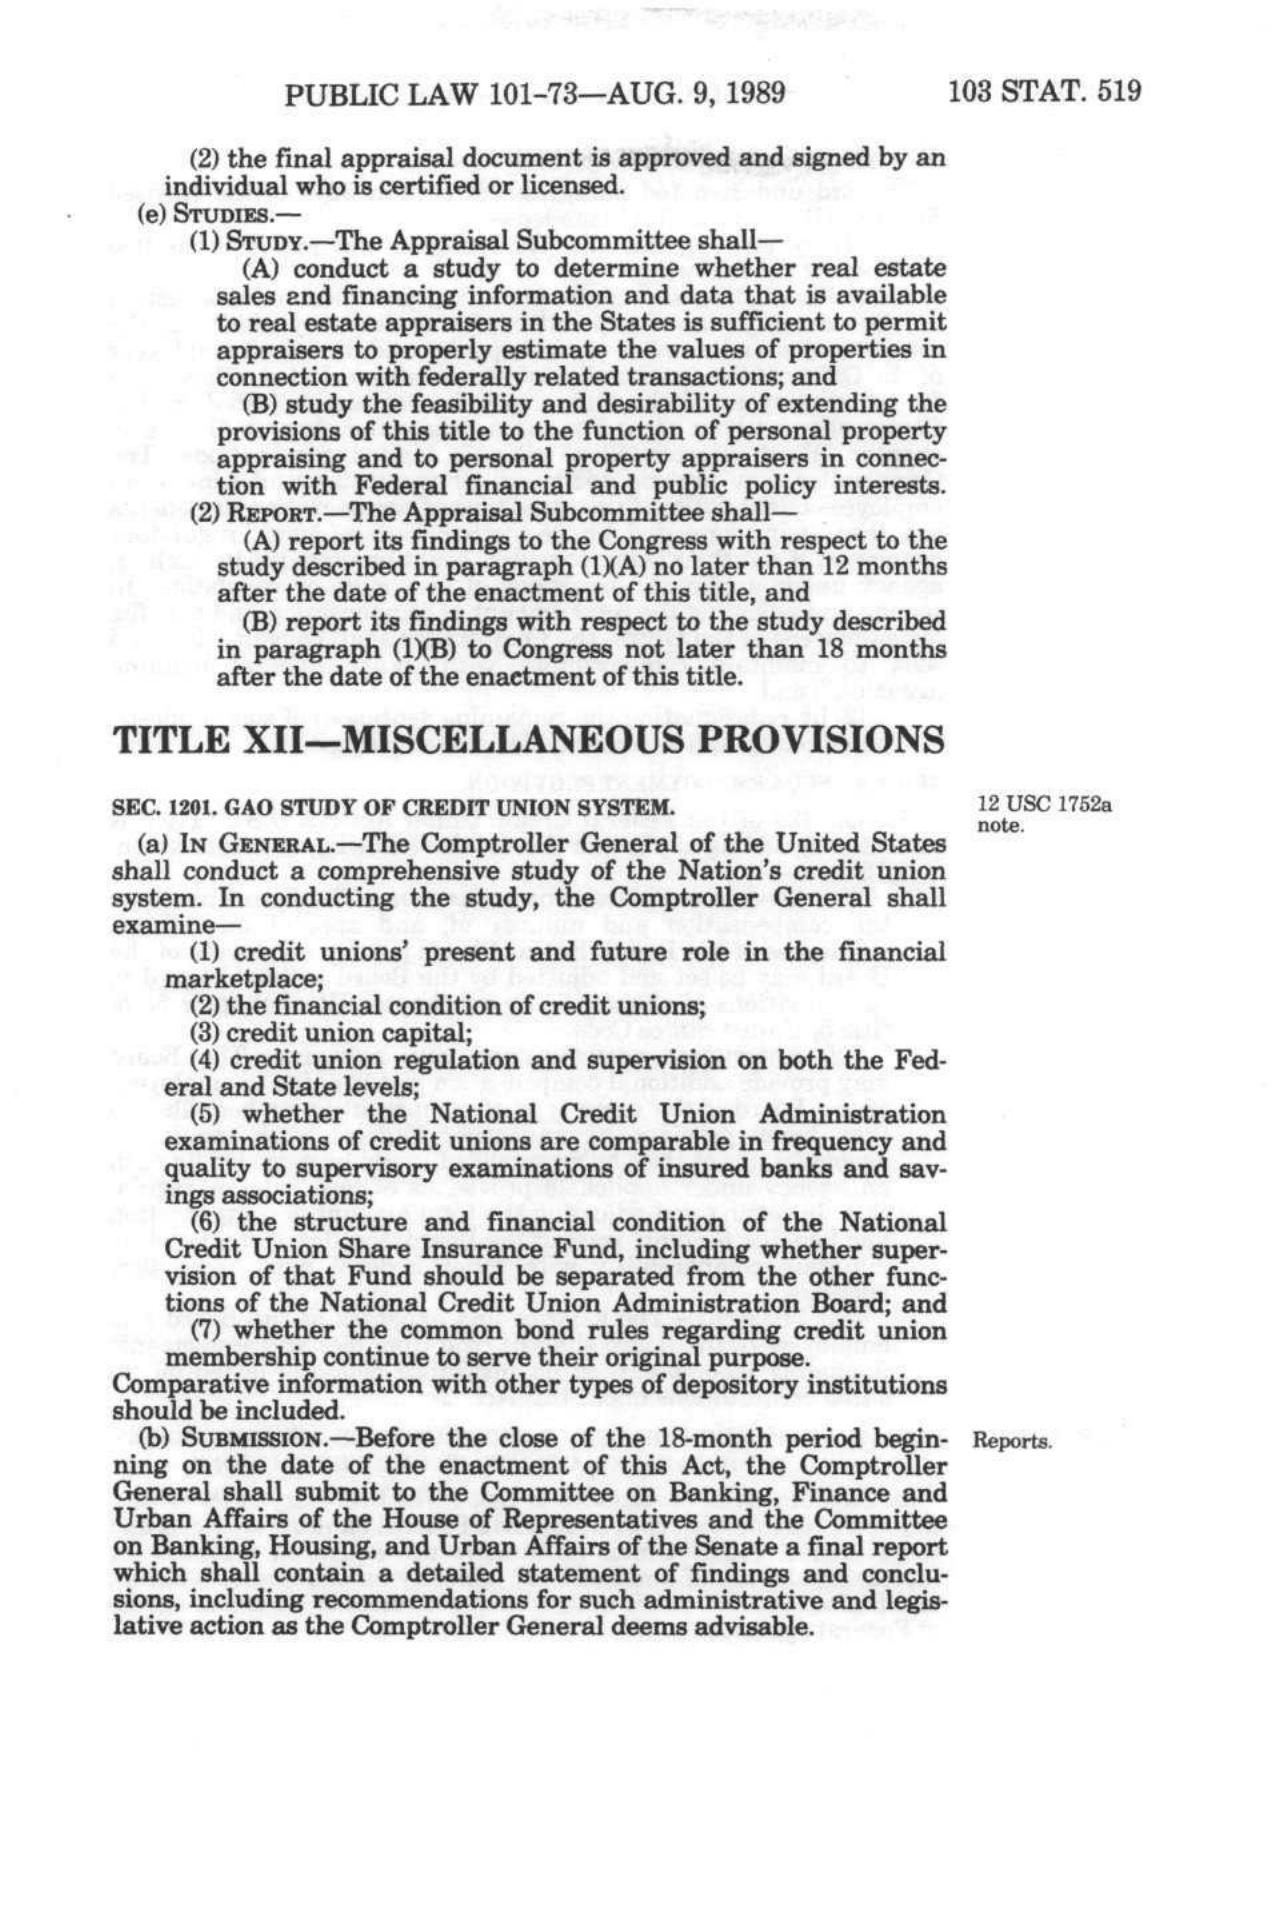 PUBLIC LAW 101–73—AUG. 9, 1989 103 STAT. 519
(2) the final appraisal document is approved and signed by an
individual who is certified or licensed.
(e) STUDIES.—
(1) STUDY.—The Appraisal Subcommittee shall—
(A) conduct a study to determine whether real estate
sales and financing information and data that is available
to real estate appraisers in the States is sufficient to permit
appraisers to properly estimate the values of properties in
connection with federally related transactions; and
(B) study the feasibility and desirability of extending the
provisions of this title to the function of personal property
appraising and to personal property appraisers in connec-
tion with Federal financial and public policy interests.
(2) REPORT.—The Appraisal Subcommittee shall—
(A) report its findings to the Congress with respect to the
study described in paragraph (1)(A) no later than 12 months
after the date of the enactment of this title, and
(B) report its findings with respect to the study described
in paragraph (1)(B) to Congress not later than 18 months
after the date of the enactment of this title.
TITLE XII—MISCELLANEOUS PROVISIONS
SEC. 1201. GAO STUDY OF CREDIT UNION SYSTEM.
12 USC 1752a
note.
(a) IN GENERAL.—The Comptroller General of the United States
shall conduct a comprehensive study of the Nation's credit union
system. In conducting the study, the Comptroller General shall
examine—
(1) credit unions' present and future role in the financial
marketplace;
(2) the financial condition of credit unions;
(3) credit union capital;
(4) credit union regulation and supervision on both the Fed-
eral and State levels;
(5) whether the National Credit Union Administration
examinations of credit unions are comparable in frequency and
quality to supervisory examinations of insured banks and sav-
ings associations;
(6) the structure and financial condition of the National
Credit Union Share Insurance Fund, including whether super-
vision of that Fund should be separated from the other func-
tions of the National Credit Union Administration Board; and
(7) whether the common bond rules regarding credit union
membership continue to serve their original purpose.
Comparative information with other types of depository institutions
should be included.
(b) SUBMISSION.—Before the close of the 18-month period begin-
Reports.
ning on the date of the enactment of this Act, the Comptroller
General shall submit to the Committee on Banking, Finance and
Urban Affairs of the House of Representatives and the Committee
on Banking, Housing, and Urban Affairs of the Senate a final report
which shall contain a detailed statement of findings and conclu-
sions, including recommendations for such administrative and legis-
lative action as the Comptroller General deems advisable.